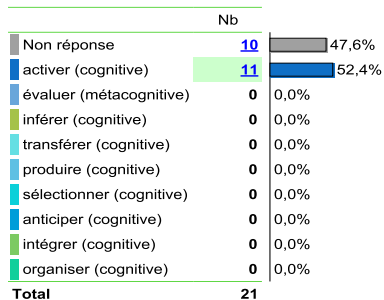 Nb
Non réponse 10 47,6%
activer (cognitive) 11 52,4%
évaluer (métacognitive) 0 0,0%
inférer (cognitive) 0 0,0%
transférer (cognitive) 0 0,0%
produire (cognitive) 0 0,0%
sélectionner (cognitive) 0 0,0%
anticiper (cognitive) 0 0,0%
intégrer (cognitive) 0 0,0%
organiser (cognitive) 0 0,0%
Total 21